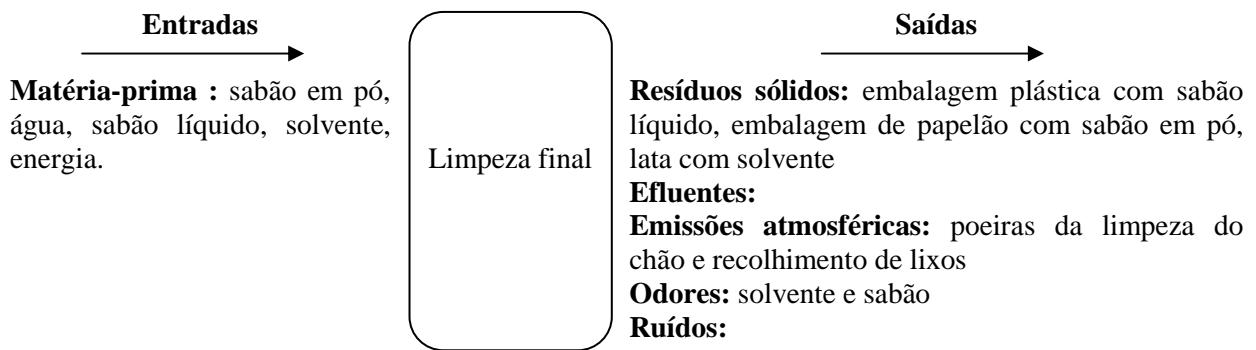 Entradas
Matéria-prima : sabão em pó,
água, sabão líquido, solvente,
energia.
Limpeza final
Saídas
Resíduos sólidos: embalagem plástica com sabão
líquido, embalagem de papelão com sabão em pó,
lata com solvente
Efluentes:
Emissões atmosféricas: poeiras da limpeza do
chão e recolhimento de lixos
Odores: solvente e sabão
Ruídos: